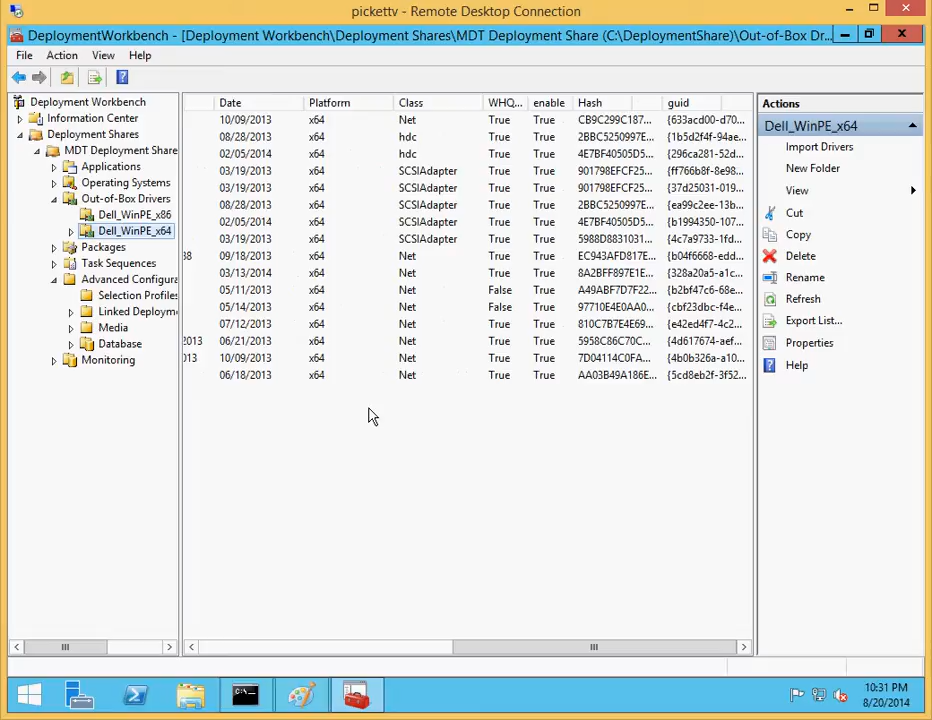 pickettv - Remote Desktop Connection
DeploymentWorkbench - [Deployment Workbench\Deployment Shares\MDT Deployment Share (C:\DeploymentShare)\Out-of-Box Dr...
File Action View Help
Deployment Workbench
Information Center
Deployment Shares
MDT Deployment Share
Applications
Operating Systems
Out-of-Box Drivers
Dell_WinPE_x86
Dell_WinPE_x64
Packages
Task Sequences
Advanced Configura
Selection Profiles
Linked Deploym
Media
Database
Monitoring
Date Platform Class WHQ... enable Hash guid
10/09/2013 x64 Net True True CB9C299C187... {633acd00-d70...
08/28/2013 x64 hdc True True 2BBC5250997E... {1b5d2f4f-94ae...
02/05/2014 x64 hdc True True 4E7BF40505D5... {296ca281-52d...
03/19/2013 x64 SCSIAdapter True True 901798EFCF25... {ff766b8f-8e98...
03/19/2013 x64 SCSIAdapter True True 901798EFCF25... {37d25031-019...
08/28/2013 x64 SCSIAdapter True True 2BBC5250997E... {ea99c2ee-13b...
02/05/2014 x64 SCSIAdapter True True 4E7BF40505D5... {b1994350-107...
03/19/2013 x64 SCSIAdapter True True 5988D8831031... {4c7a9733-1fd...
38 09/18/2013 x64 Net True True EC943AFD17E... {b04f6668-edd...
03/13/2014 x64 Net True True 8A2BFF897E1E... {328a20a5-a1c...
05/11/2013 x64 Net False True A49ABF7D7F22... {b2bf47c6-68e...
05/14/2013 x64 Net False True 97710E4E0AA0... {cbf23dbc-f4e...
07/12/2013 x64 Net True True 810C7B7E4E69... {e42ed4f7-4c2...
2013 06/21/2013 x64 Net True True 5958C86C70C... {4d617674-aef...
013 10/09/2013 x64 Net True True 7D04114C0FA... {4b0b326a-a10...
06/18/2013 x64 Net True True AA03B49A186E... {5cd8eb2f-3f52...
Actions
Dell_WinPE_x64
Import Drivers
New Folder
View
Cut
Copy
Delete
Rename
Refresh
Export List...
Properties
Help
10:31 PM
8/20/2014